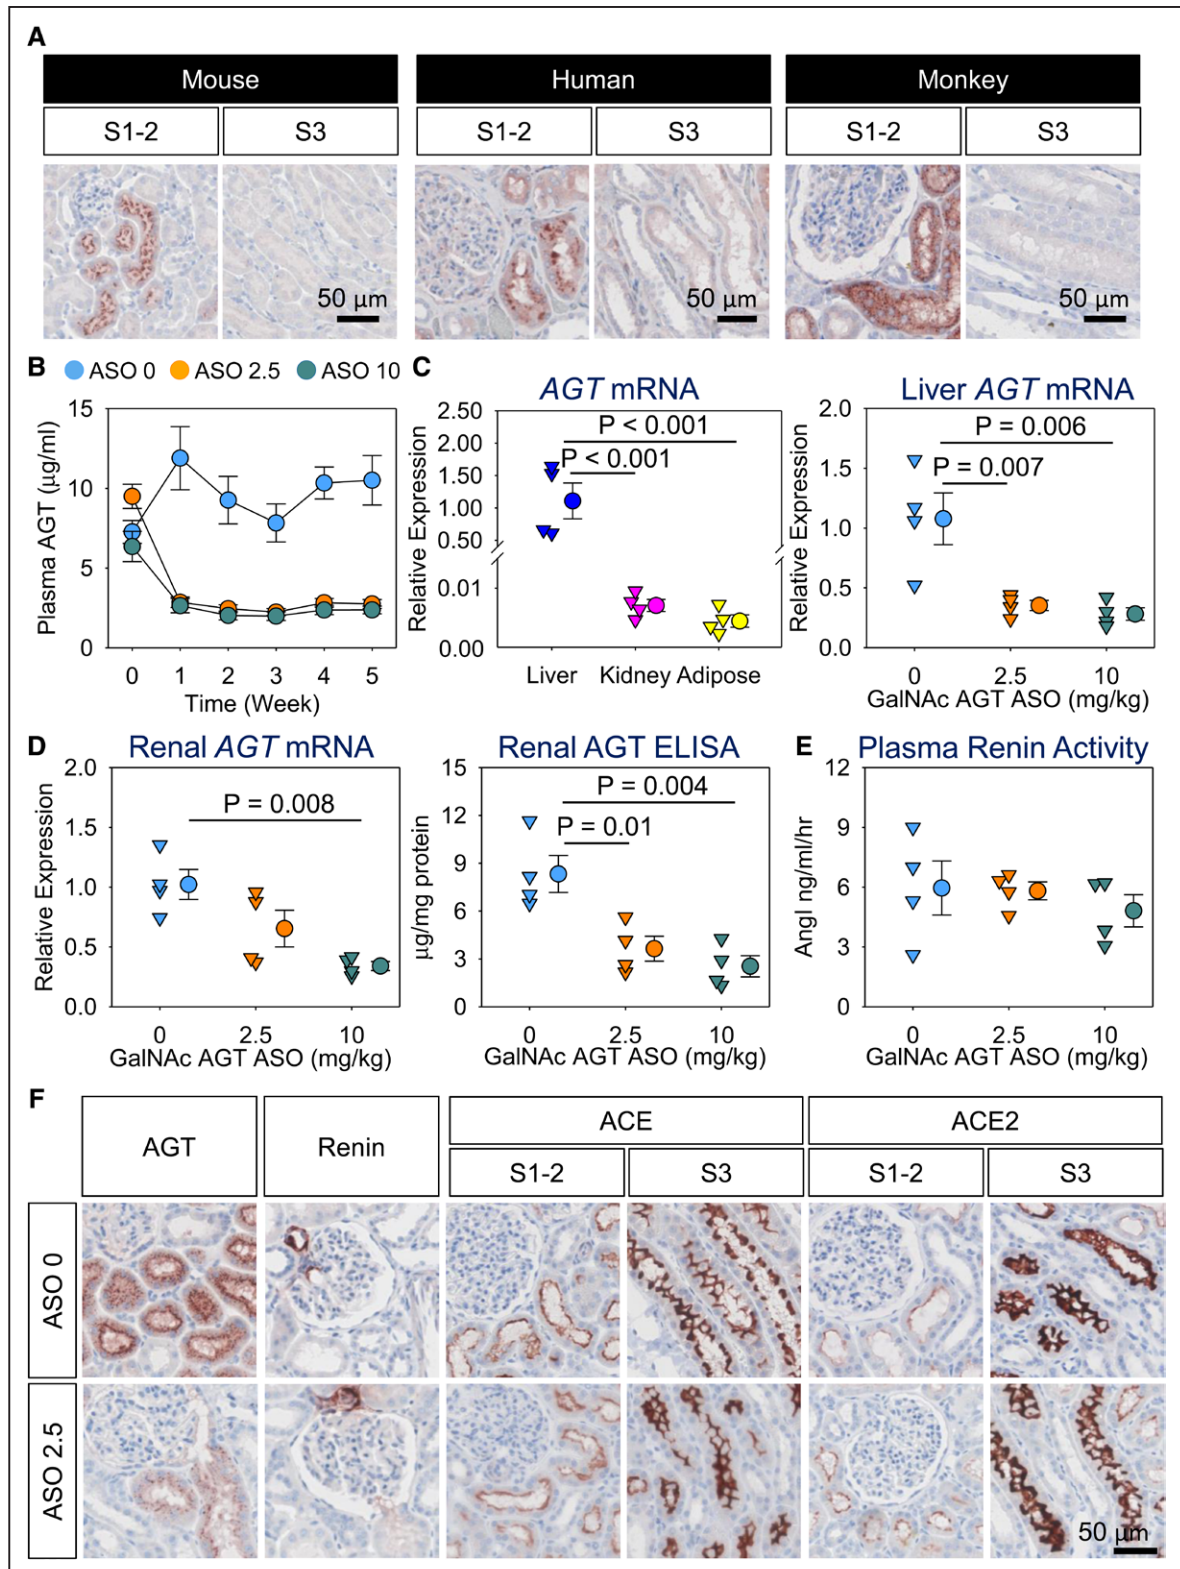 A
Mouse Human Monkey
S1-2 S3 S1-2 S3 S1-2 S3
50 µm 50 µm 50 µm
B ASO 0 ASO 2.5 ASO 10
Plasma AGT (µg/ml)
15
10
5
0
0 1 2 3 4 5
Time (Week)
C
AGT mRNA
Relative Expression
2.50
2.00
1.50
1.00
0.50
0.01
0.00
P < 0.001
P < 0.001
Liver Kidney Adipose
Liver AGT mRNA
Relative Expression
2.0
1.5
1.0
0.5
0.0
P = 0.006
P = 0.007
0 2.5 10
GalNAc AGT ASO (mg/kg)
D
Renal AGT mRNA
Relative Expression
2.0
1.5
1.0
0.5
0.0
P = 0.008
0 2.5 10
GalNAc AGT ASO (mg/kg)
Renal AGT ELISA
µg/mg protein
15
12
9
6
3
0
P = 0.004
P = 0.01
0 2.5 10
GalNAc AGT ASO (mg/kg)
E
Plasma Renin Activity
AngI ng/ml/hr
12
9
6
3
0
0 2.5 10
GalNAc AGT ASO (mg/kg)
F
AGT Renin ACE ACE2
S1-2 S3 S1-2 S3
ASO 0
ASO 2.5
50 µm